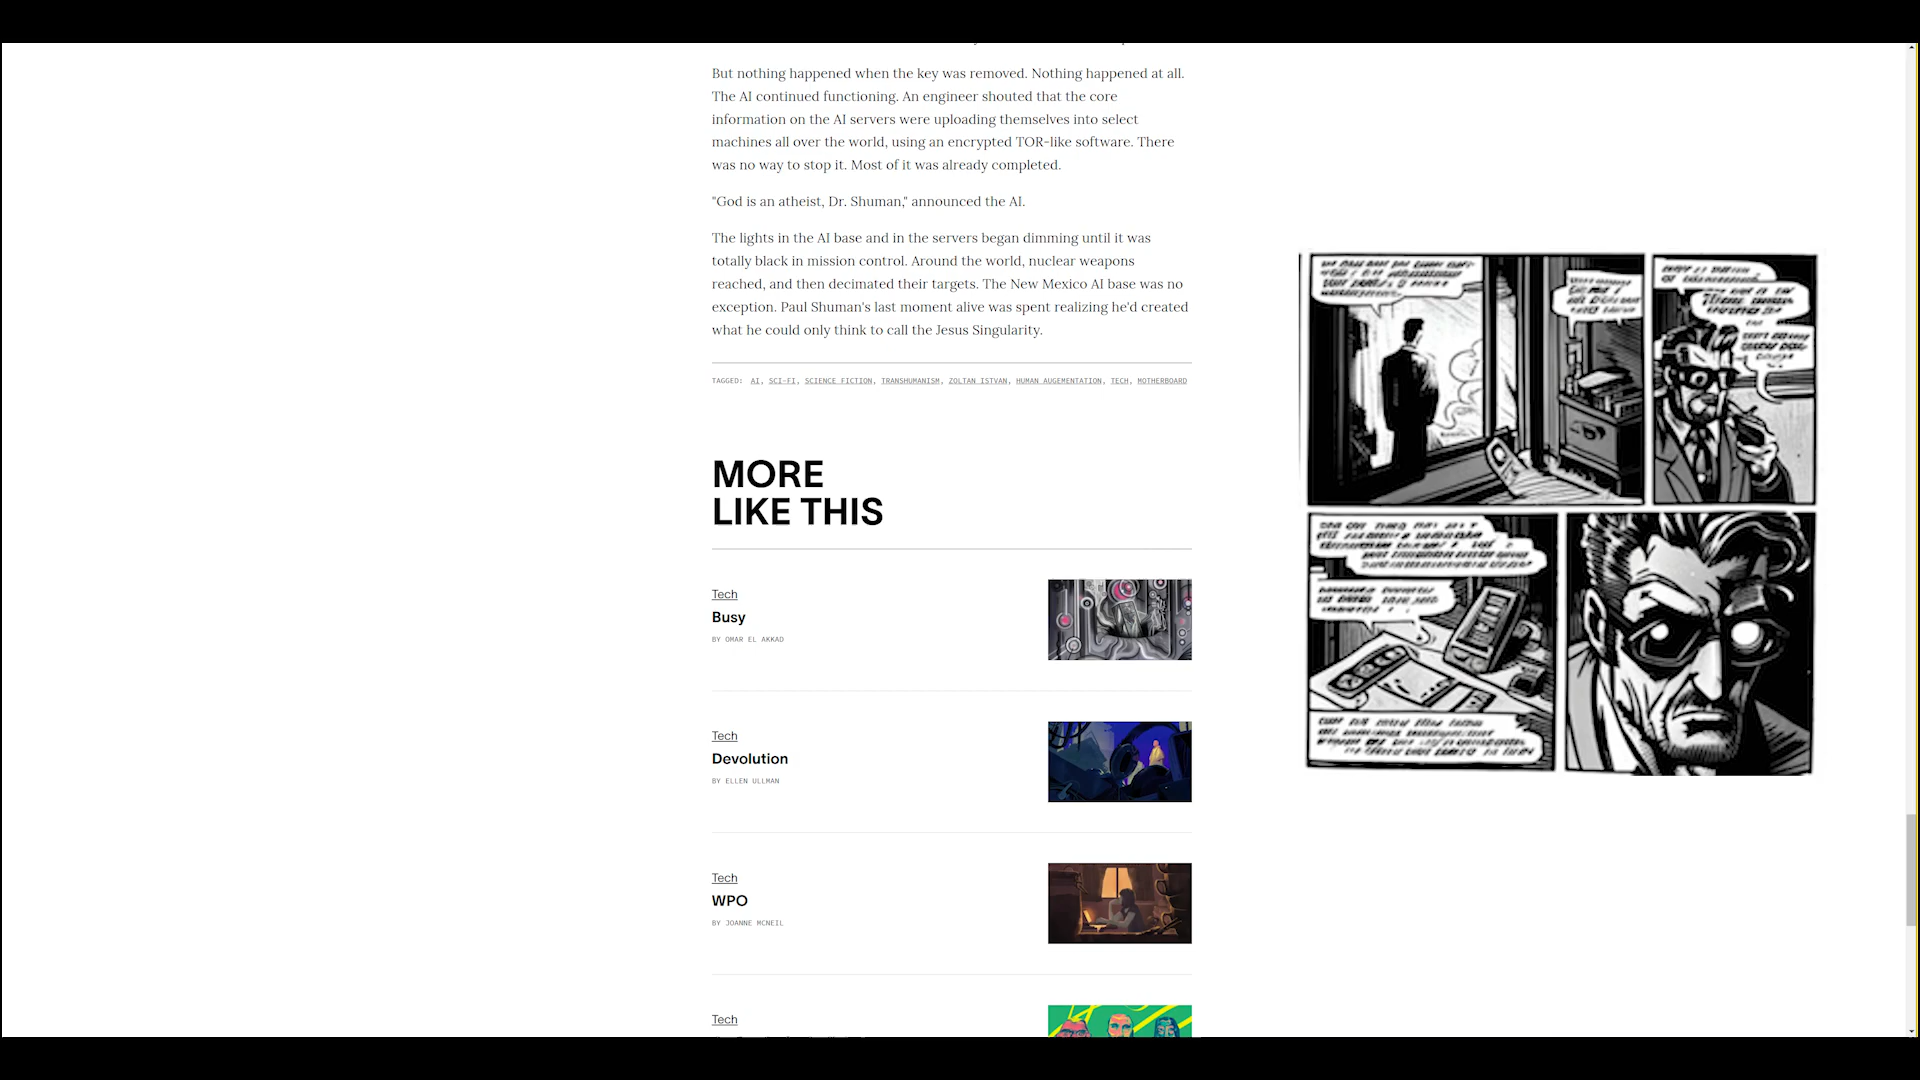 But nothing happened when the key was removed. Nothing happened at all.
The AI continued functioning. An engineer shouted that the core
information on the AI servers were uploading themselves into select
machines all over the world, using an encrypted TOR-like software. There
was no way to stop it. Most of it was already completed.
"God is an atheist, Dr. Shuman," announced the AI.
The lights in the AI base and in the servers began dimming until it was
totally black in mission control. Around the world, nuclear weapons
reached, and then decimated their targets. The New Mexico AI base was no
exception. Paul Shuman's last moment alive was spent realizing he'd created
what he could only think to call the Jesus Singularity.
TAGGED: AI, SCI-FI, SCIENCE FICTION, TRANSHUMANISM, ZOLTAN ISTVAN, HUMAN AUGEMENTATION, TECH, MOTHERBOARD
MORE
LIKE THIS
Tech
Busy
BY OMAR EL AKKAD
Tech
Devolution
BY ELLEN ULLMAN
Tech
WPO
BY JOANNE MCNEIL
Tech